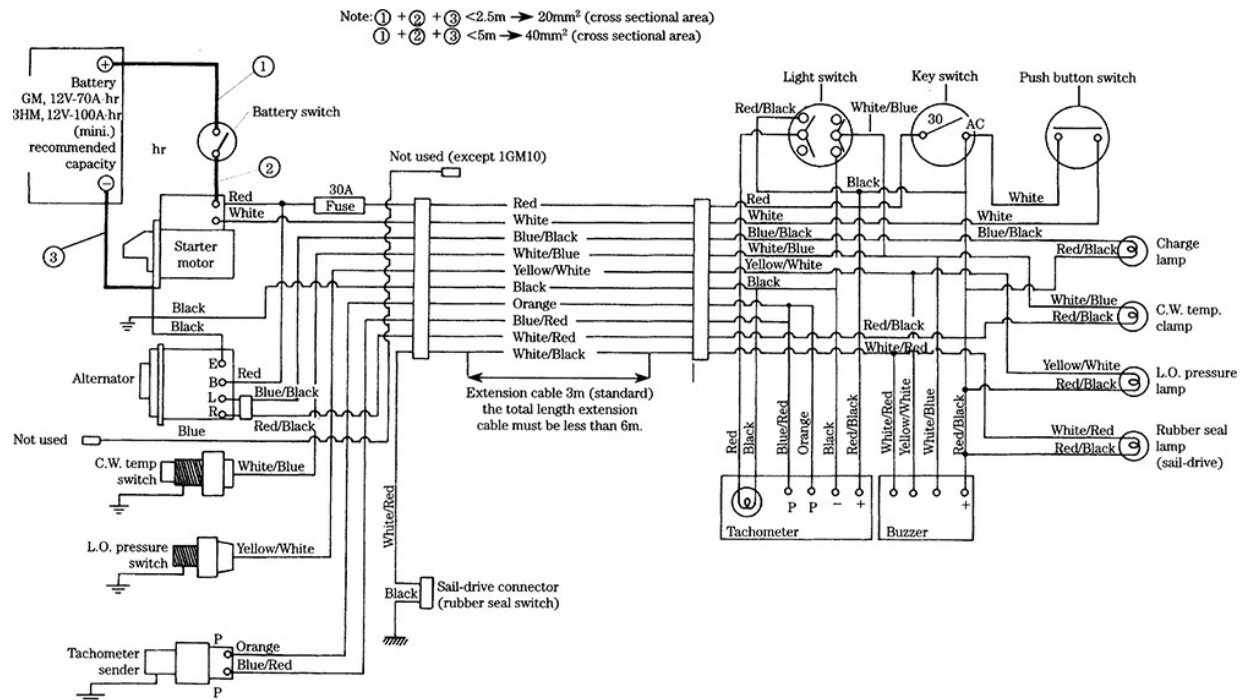 Note: ① + ② + ③ <2.5m → 20mm² (cross sectional area)
① + ② + ③ <5m → 40mm² (cross sectional area)
+
Battery
GM, 12V-70A·hr
3HM, 12V-100A·hr
(mini.)
recommended
capacity
hr
−
①
Battery switch
②
③
Red
White
30A
Fuse
Starter
motor
Not used (except 1GM10)
Black
Black
Alternator
E
B
L
R
Red
Blue/Black
Red/Black
Not used
Blue
C.W. temp
switch
White/Blue
L.O. pressure
switch
Yellow/White
Tachometer
sender
P
P
Orange
Blue/Red
White/Red
Black
Sail-drive connector
(rubber seal switch)
Red
White
Blue/Black
White/Blue
Yellow/White
Black
Orange
Blue/Red
White/Red
White/Black
Extension cable 3m (standard)
the total length extension
cable must be less than 6m.
Light switch
Key switch
Push button switch
Red/Black
White/Blue
30
AC
Black
White
Red
White
White
Blue/Black
Blue/Black
White/Blue
Yellow/White
Black
Red/Black
White/Red
Red/Black
Charge
lamp
White/Blue
Red/Black
C.W. temp.
clamp
Yellow/White
Red/Black
L.O. pressure
lamp
White/Red
Red/Black
Rubber seal
lamp
(sail-drive)
Red
Black
Blue/Red
Orange
Black
Red/Black
White/Red
Yellow/White
White/Blue
Red/Black
P
P
−
+
Tachometer
+
Buzzer